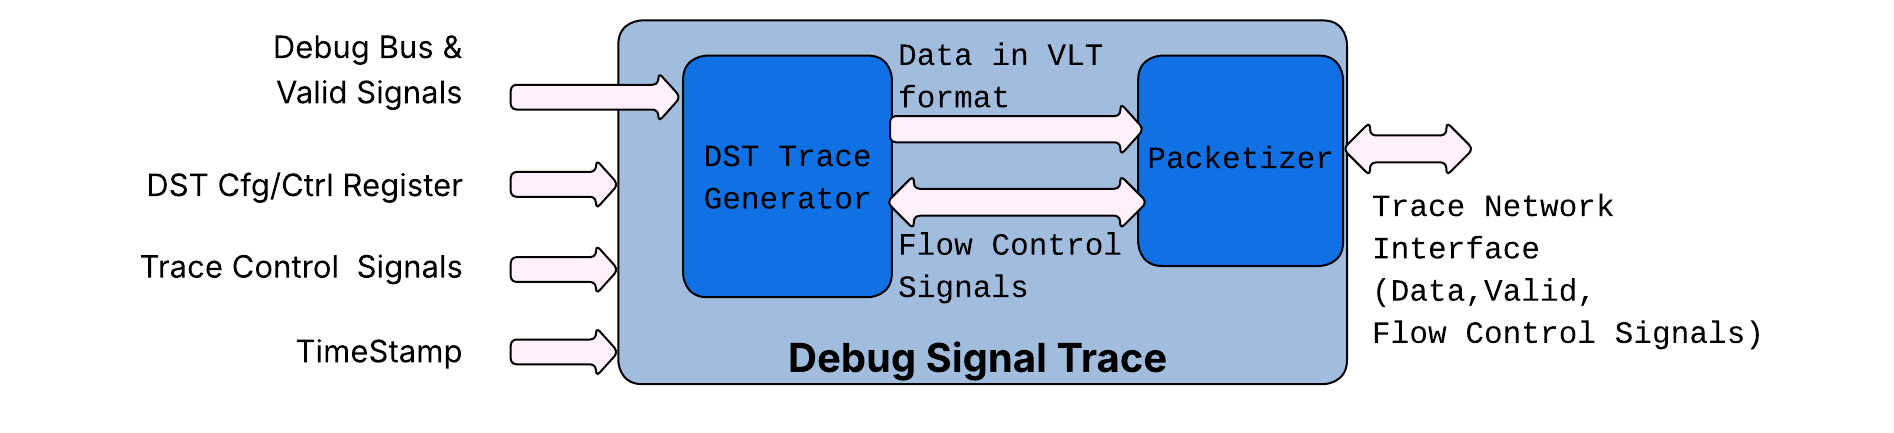 Debug Bus &
Valid Signals
DST Cfg/Ctrl Register
Trace Control  Signals
TimeStamp
DST Trace
Generator
Data in VLT
format
Flow Control
Signals
Packetizer
Debug Signal Trace
Trace Network
Interface
(Data,Valid,
Flow Control Signals)